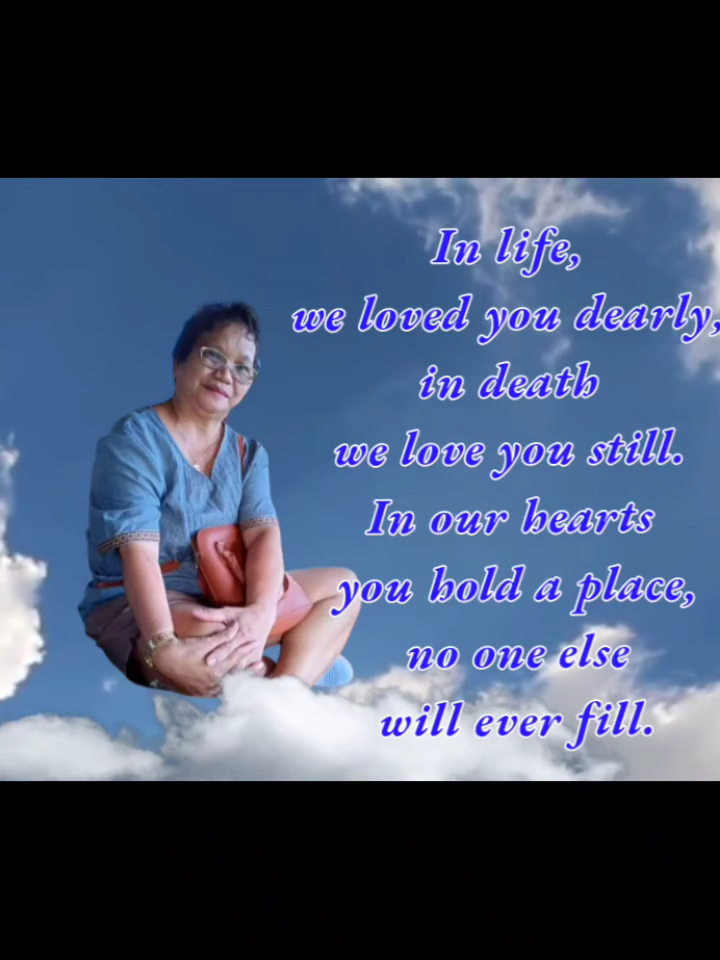 In life,
we loved you dearly,
in death
we love you still.
In our hearts
you hold a place,
no one else
will ever fill.